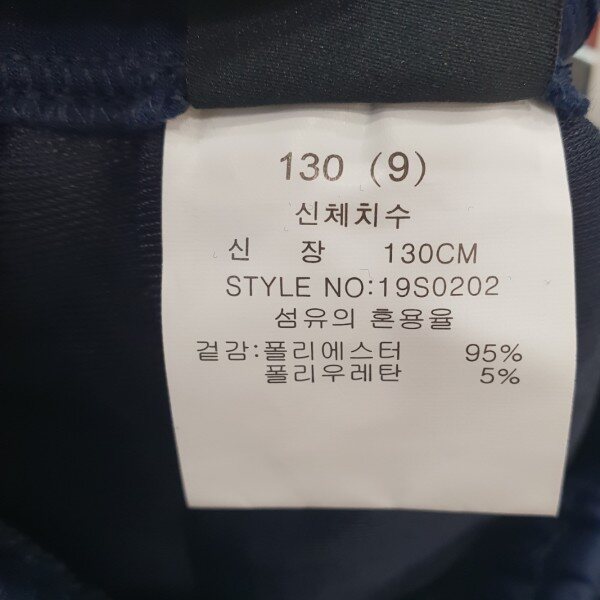 130 (9)
신체치수
신 장 130CM
STYLE NO:19S0202
섬유의 혼용율
겉감:폴리에스터 95%
폴리우레탄 5%